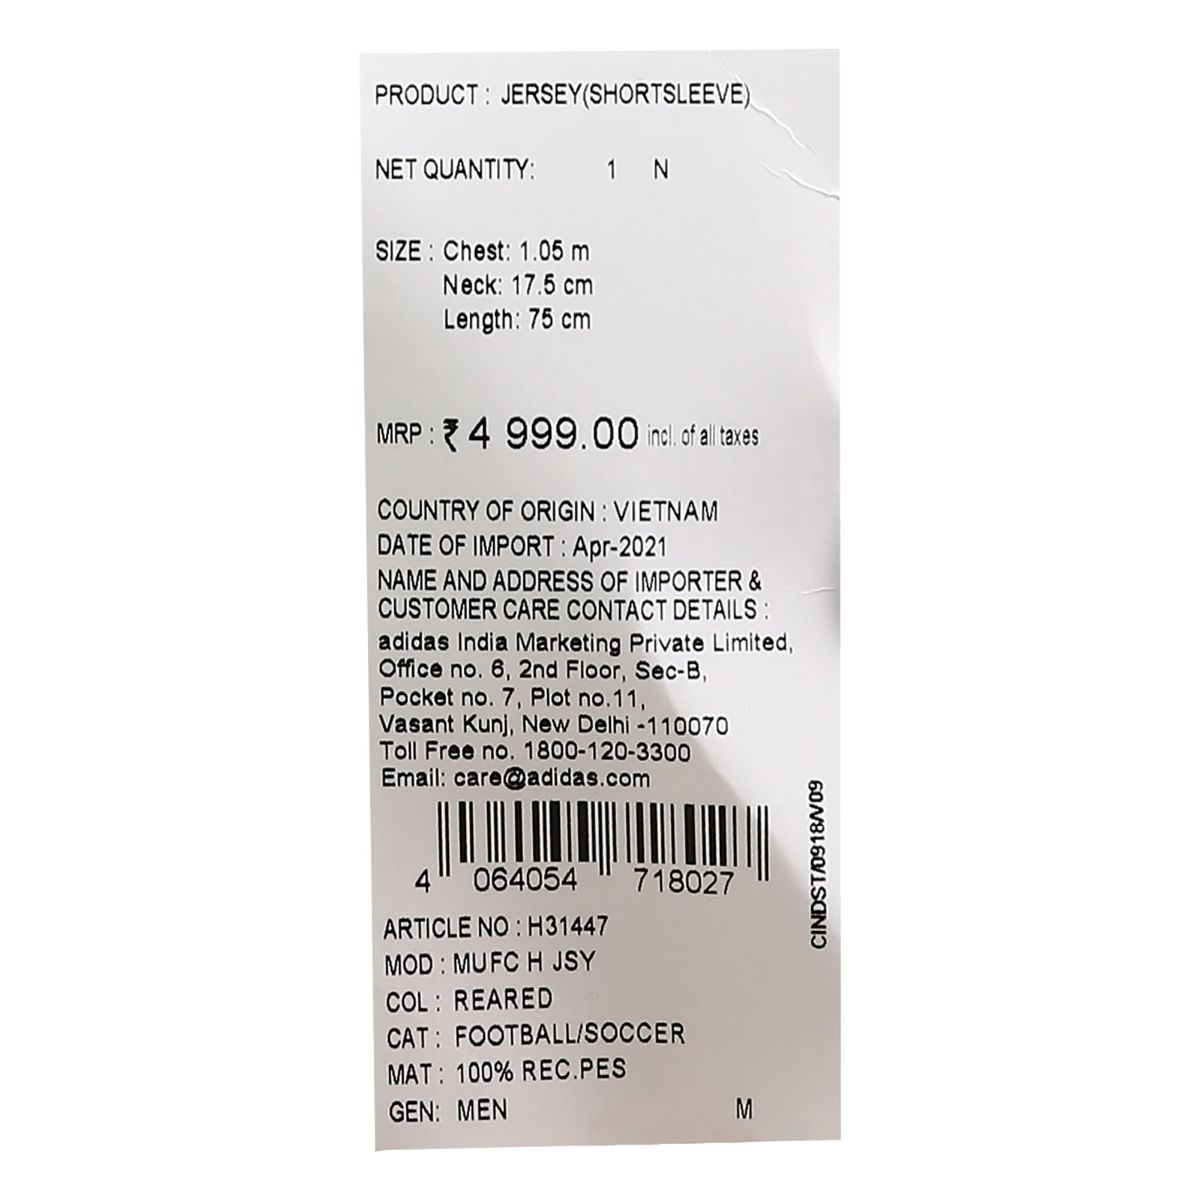 PRODUCT : JERSEY(SHORTSLEEVE)
NET QUANTITY: 1 N
SIZE : Chest: 1.05 m
Neck: 17.5 cm
Length: 75 cm
MRP : ₹ 4 999.00 incl. of all taxes
COUNTRY OF ORIGIN : VIETNAM
DATE OF IMPORT : Apr-2021
NAME AND ADDRESS OF IMPORTER &
CUSTOMER CARE CONTACT DETAILS :
adidas India Marketing Private Limited,
Office no. 6, 2nd Floor, Sec-B,
Pocket no. 7, Plot no.11,
Vasant Kunj, New Delhi -110070
Toll Free no. 1800-120-3300
Email: care@adidas.com
4 064054 718027
CINDST/0918/V09
ARTICLE NO : H31447
MOD : MUFC H JSY
COL : REARED
CAT : FOOTBALL/SOCCER
MAT : 100% REC.PES
GEN: MEN M